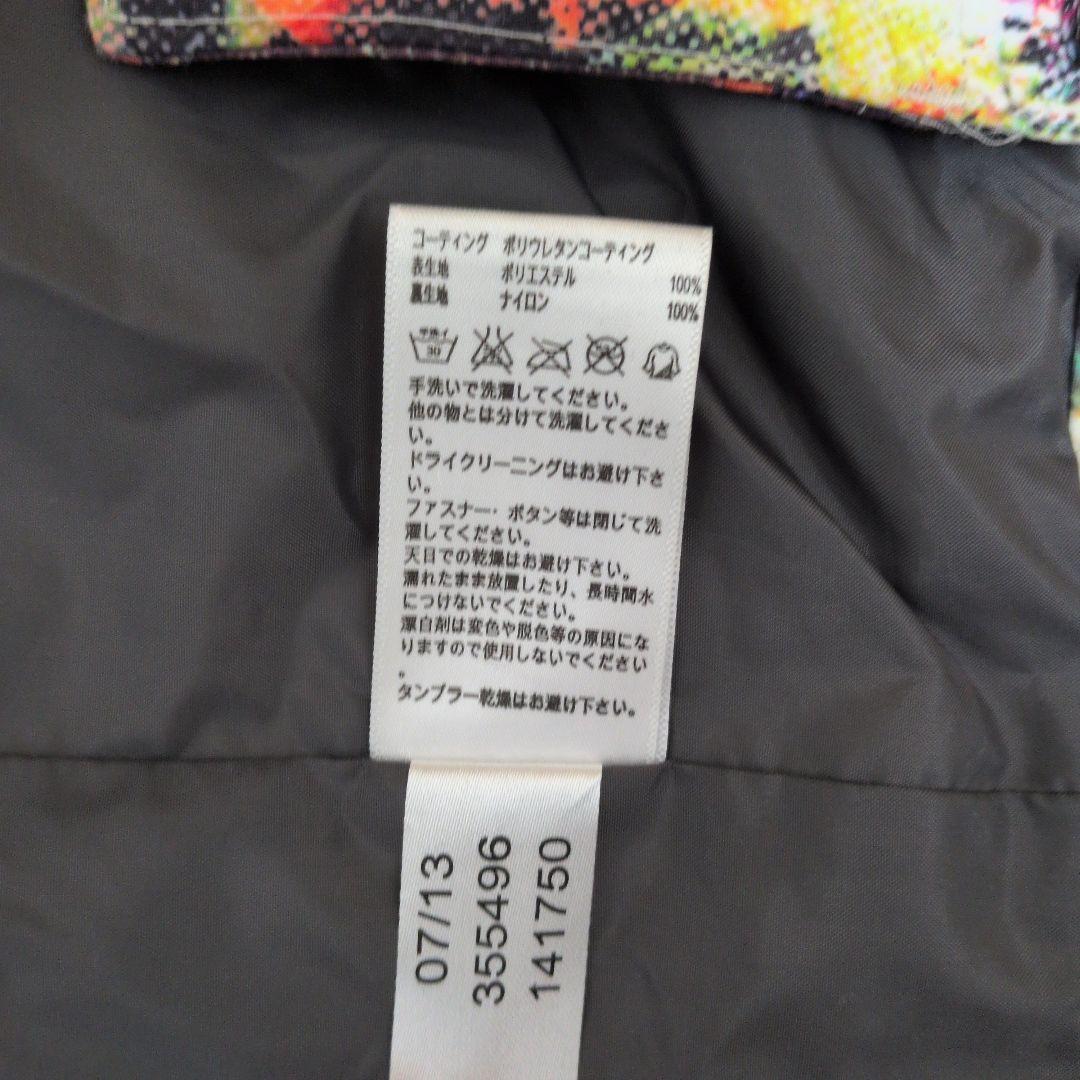 コーティング ポリウレタンコーティング
表生地 ポリエステル 100%
裏生地 ナイロン 100%
手洗イ
30
手洗いで洗濯してください。
他の物とは分けて洗濯してくださ
い。
ドライクリーニングはお避け下さ
い。
ファスナー・ボタン等は閉じて洗
濯してください。
天日での乾燥はお避け下さい。
濡れたまま放置したり、長時間水
につけないでください。
漂白剤は変色や脱色等の原因にな
りますので使用しないでください
。
タンブラー乾燥はお避け下さい。
07/13
355496
141750